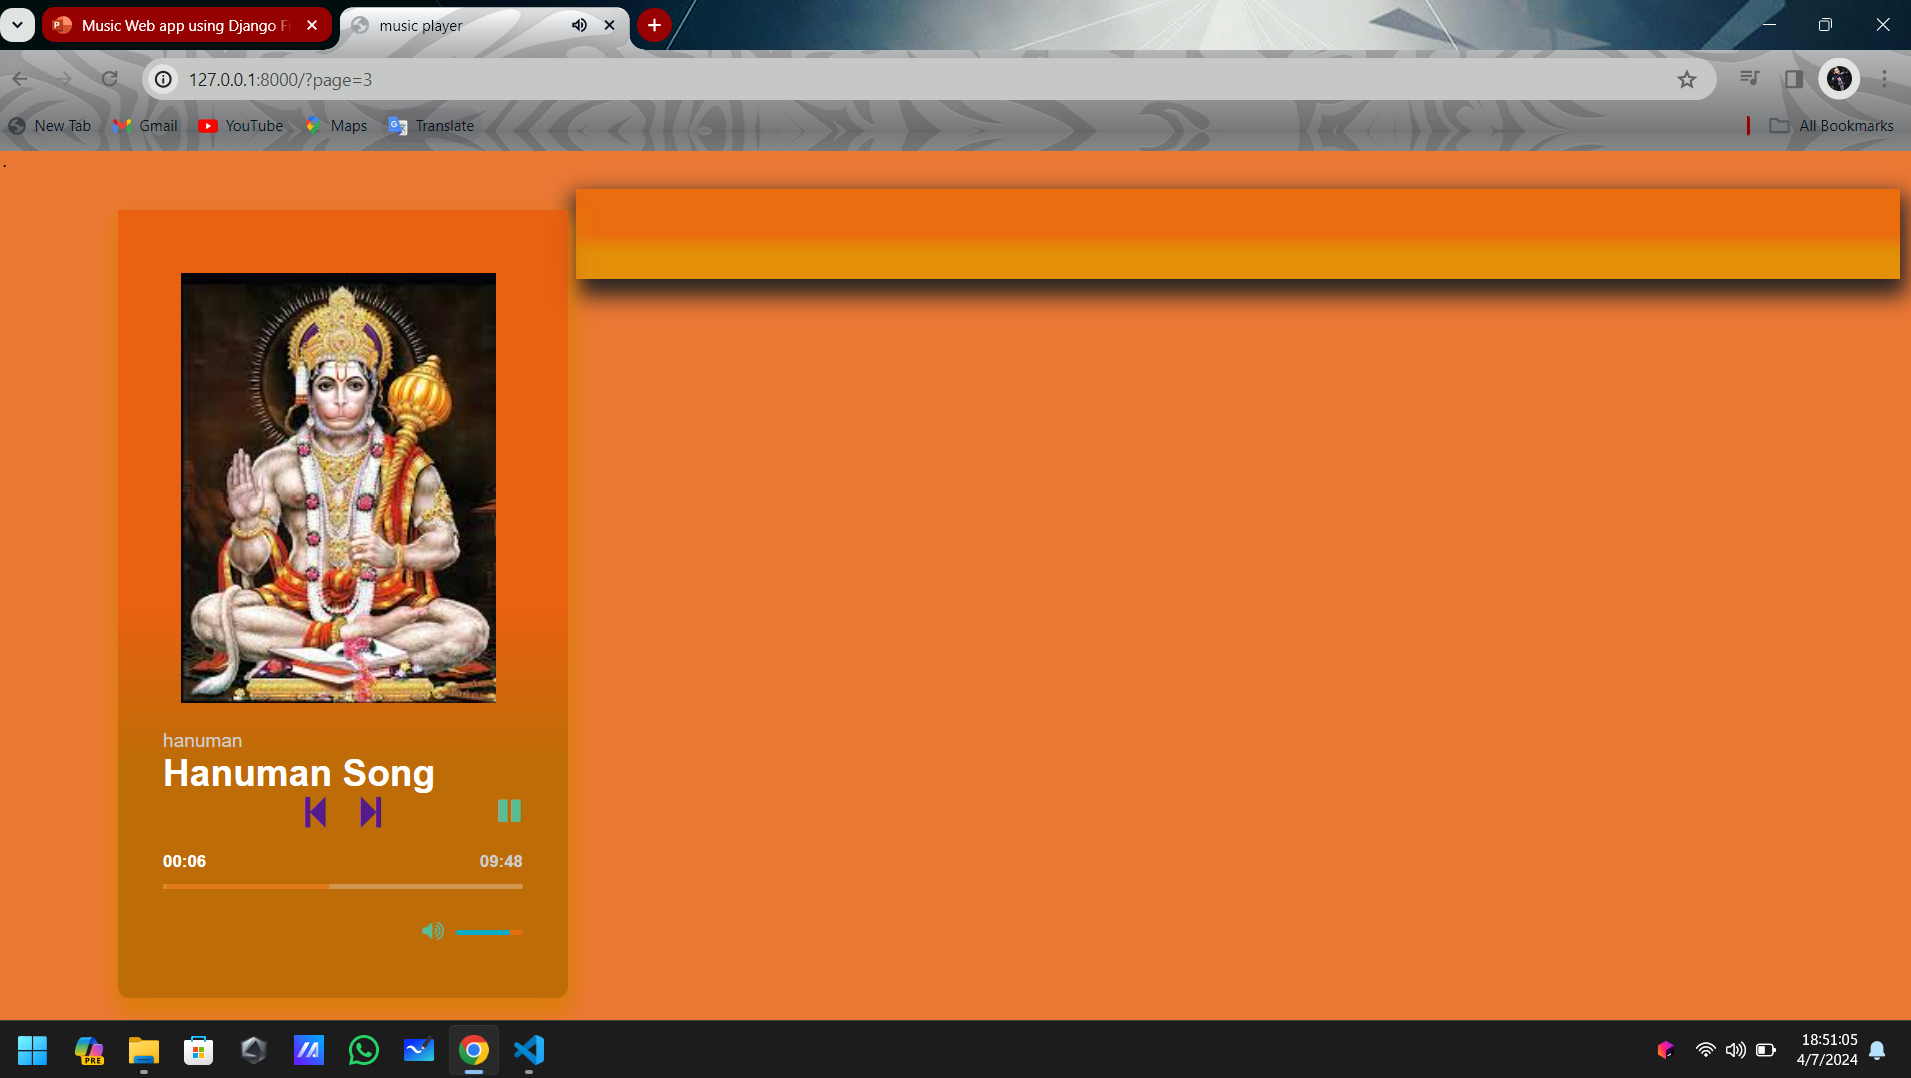 Music Web app using Django F
music player
127.0.0.1:8000/?page=3
New Tab
Gmail
YouTube
Maps
Translate
All Bookmarks
.
hanuman
Hanuman Song
00:06
09:48
PRE
18:51:05
4/7/2024